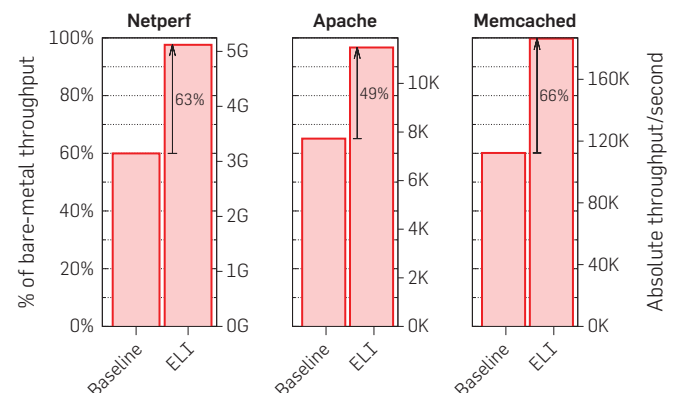 Netperf
Apache
Memcached
% of bare-metal throughput
100%
80%
60%
40%
20%
0%
63%
5G
4G
3G
2G
1G
0G
Baseline
ELI
49%
10K
8K
6K
4K
2K
0K
Baseline
ELI
66%
160K
120K
80K
40K
0K
Baseline
ELI
Absolute throughput/second